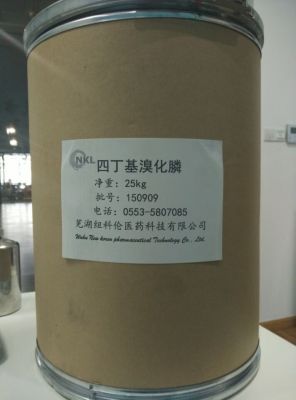 NKL
四丁基溴化膦
净重：25kg
批号：150909
电话：0553-5807085
芜湖纽科伦医药科技有限公司
Wuhu New koren pharmaceutical Technology Co., Ltd.